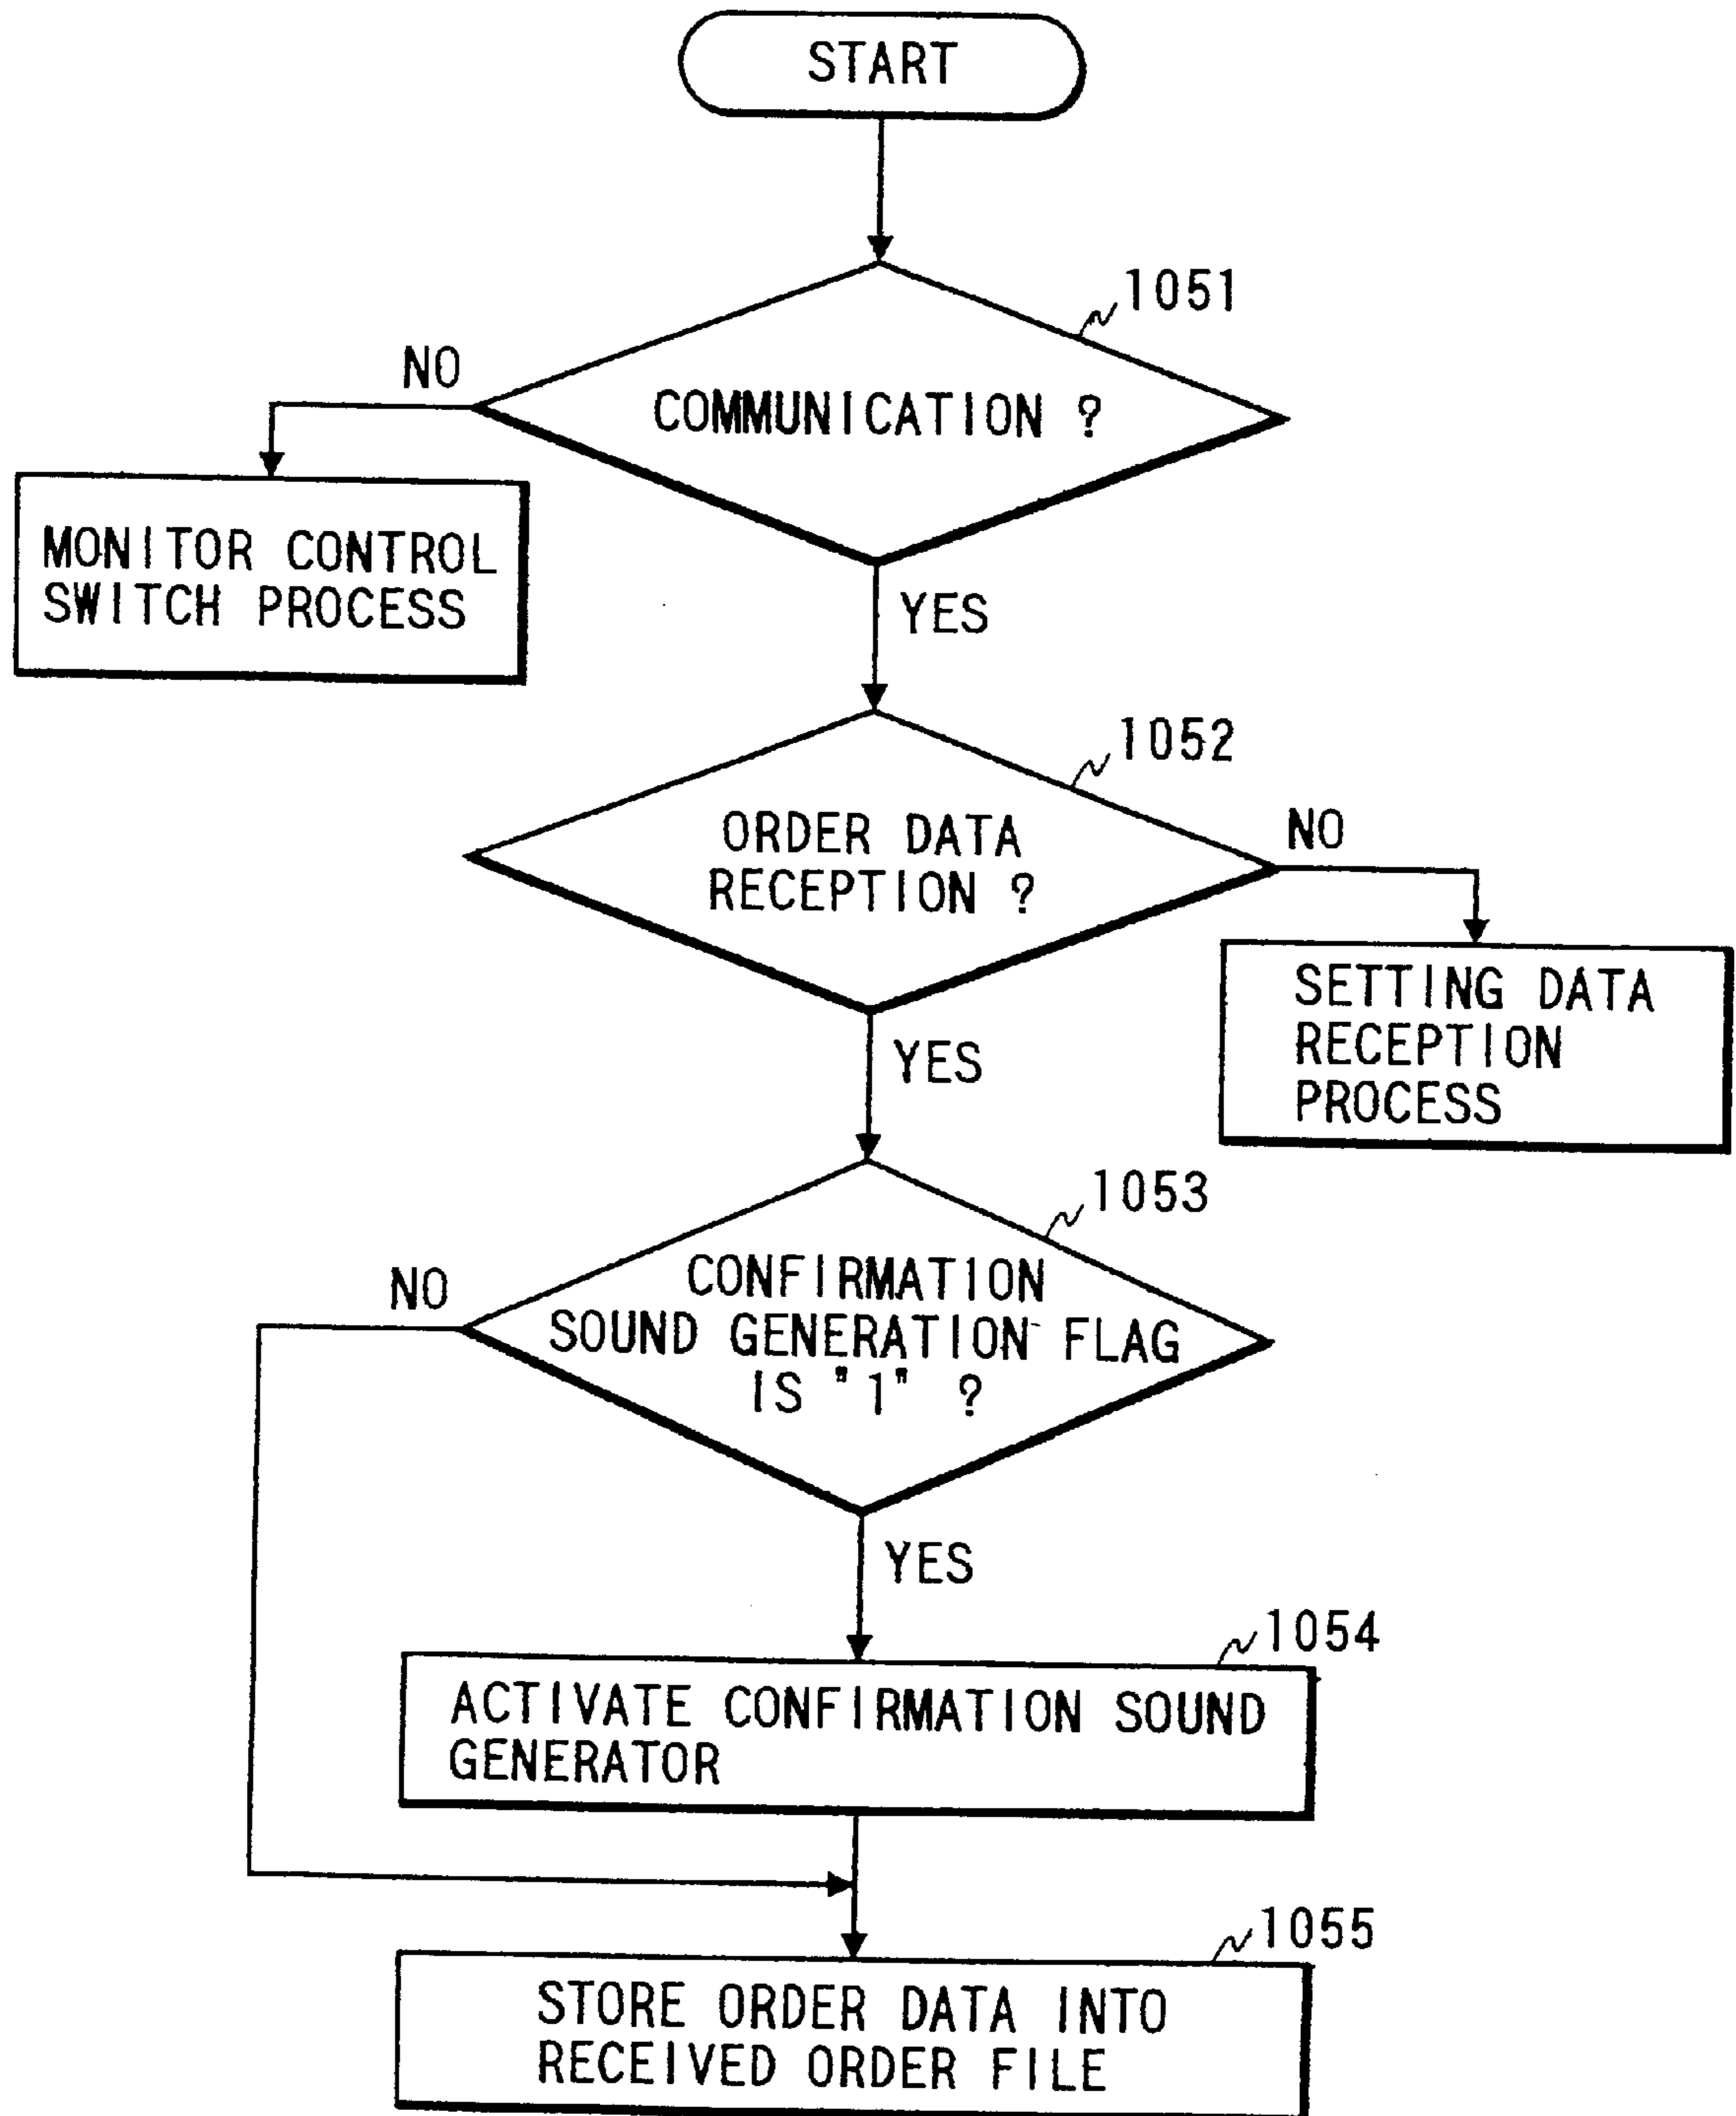 START
1051
NO
COMMUNICATION ?
MONITOR CONTROL
SWITCH PROCESS
YES
1052
ORDER DATA
RECEPTION ?
NO
SETTING DATA
RECEPTION
PROCESS
YES
1053
NO
CONFIRMATION
SOUND GENERATION FLAG
IS "1" ?
YES
1054
ACTIVATE CONFIRMATION SOUND
GENERATOR
1055
STORE ORDER DATA INTO
RECEIVED ORDER FILE